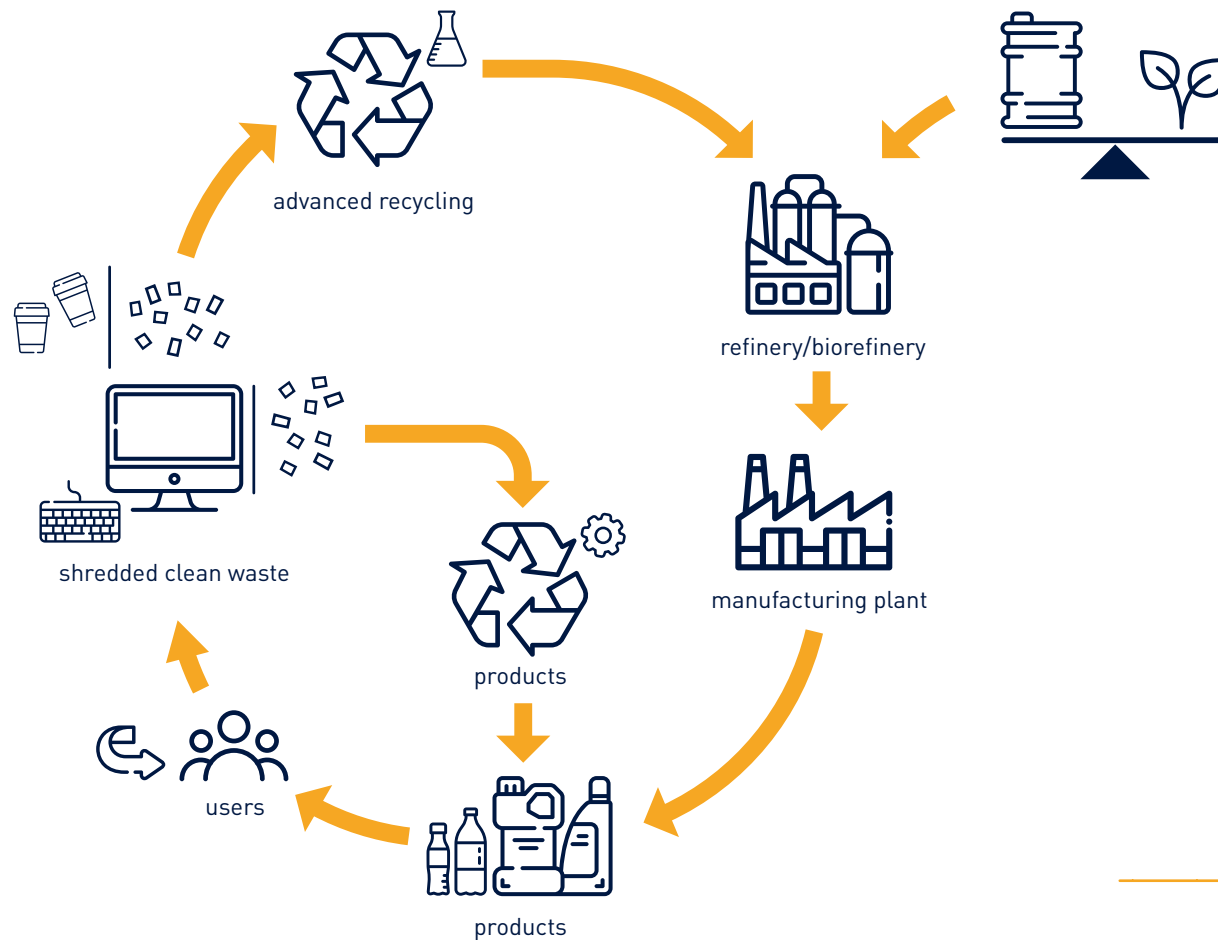 advanced recycling
refinery/biorefinery
shredded clean waste
manufacturing plant
products
users
products